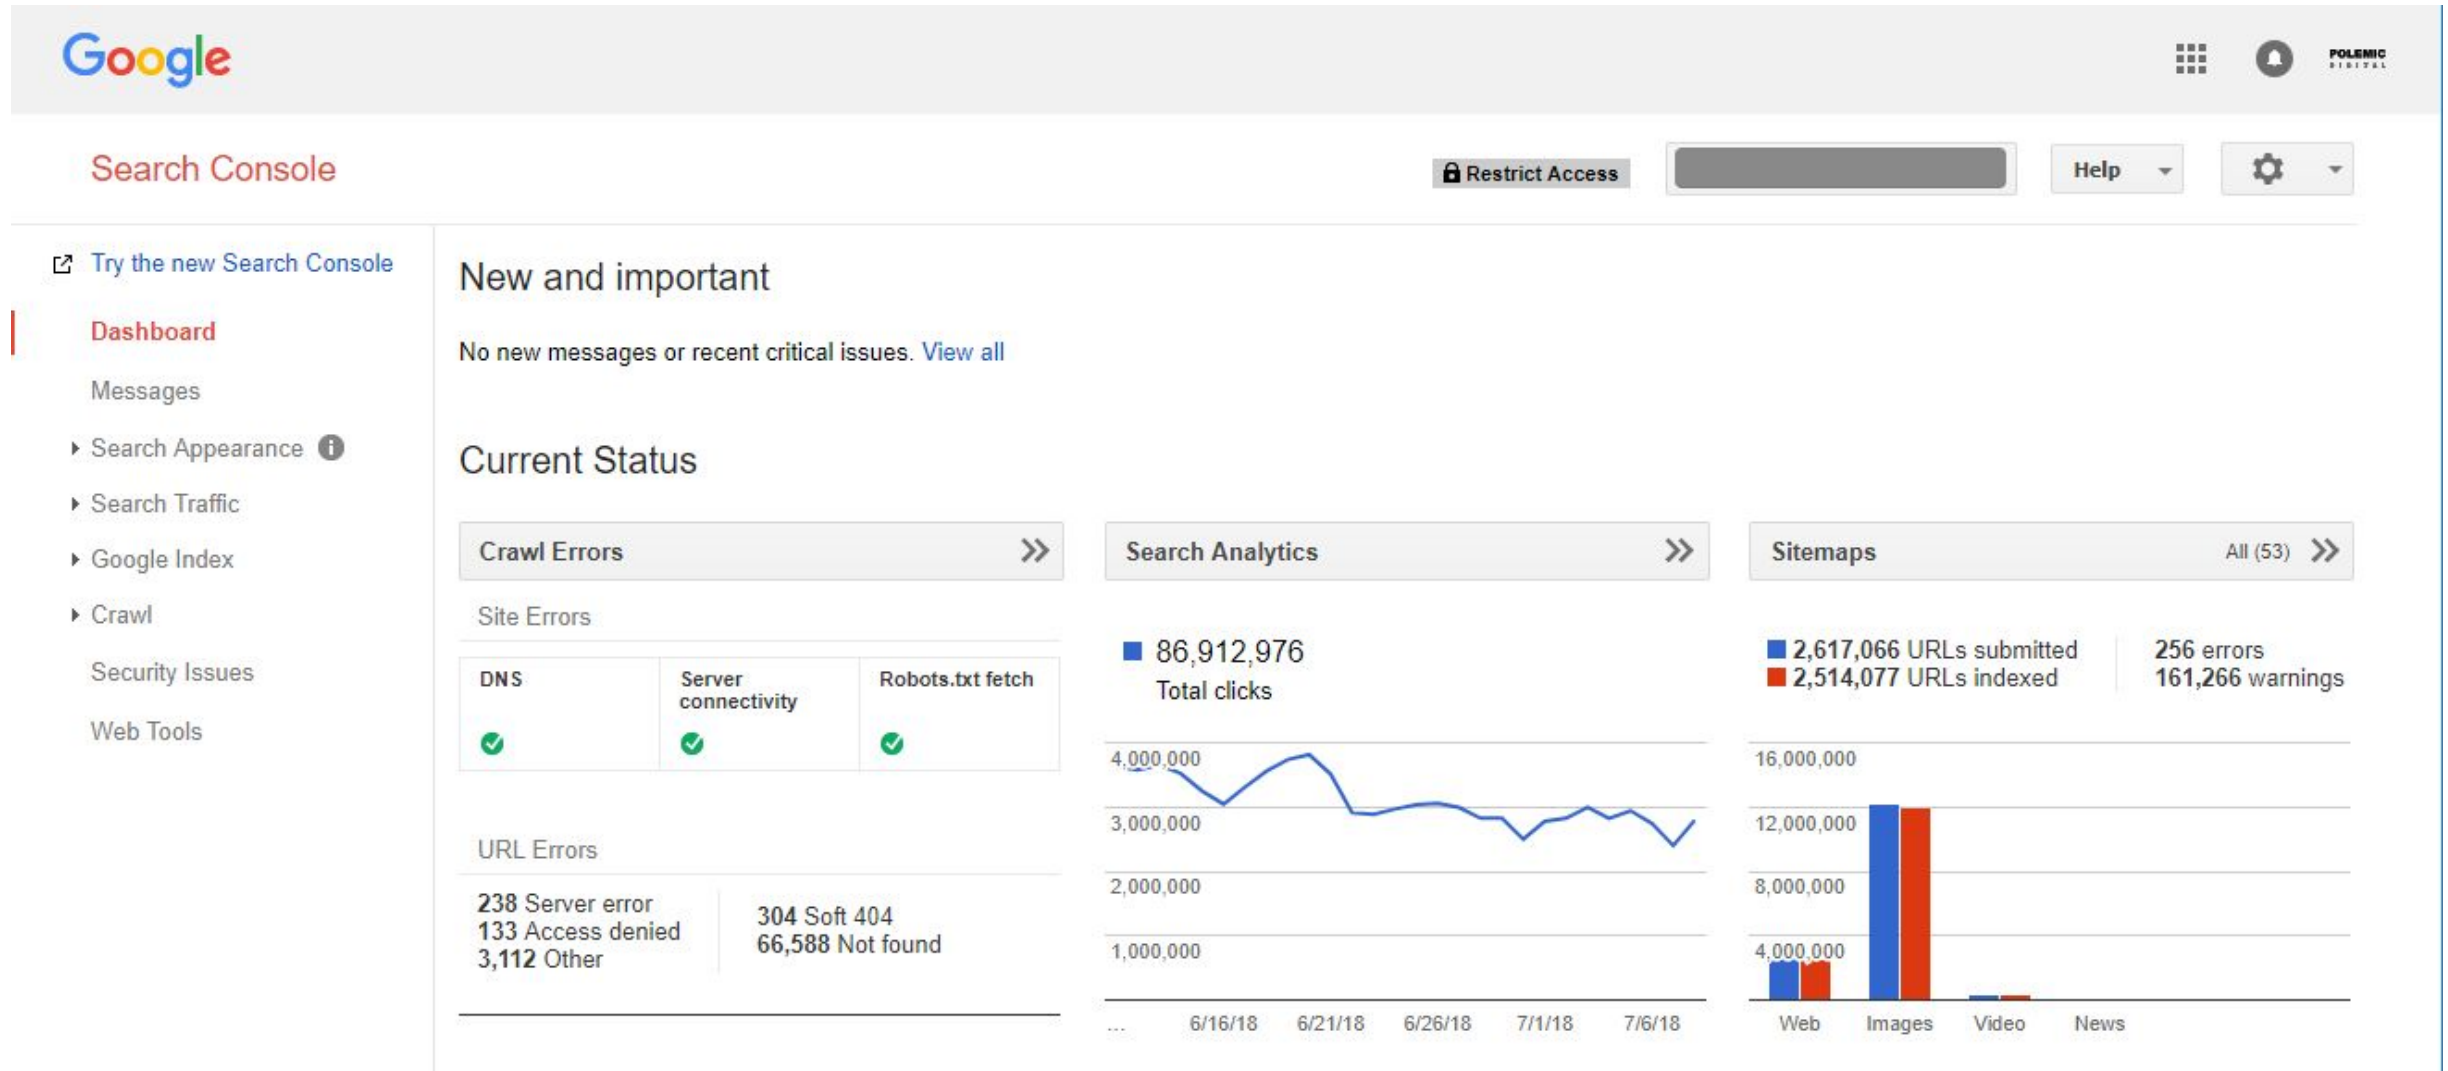 Google
POLEMIC
DIGITAL
Search Console
Restrict Access
Help
Try the new Search Console
Dashboard
Messages
Search Appearance
Search Traffic
Google Index
Crawl
Security Issues
Web Tools
New and important
No new messages or recent critical issues. View all
Current Status
Crawl Errors
Site Errors
DNS
Server
connectivity
Robots.txt fetch
URL Errors
238 Server error
133 Access denied
3,112 Other
304 Soft 404
66,588 Not found
Search Analytics
86,912,976
Total clicks
4,000,000
3,000,000
2,000,000
1,000,000
... 6/16/18 6/21/18 6/26/18 7/1/18 7/6/18
Sitemaps All (53)
2,617,066 URLs submitted
2,514,077 URLs indexed
256 errors
161,266 warnings
16,000,000
12,000,000
8,000,000
4,000,000
Web Images Video News